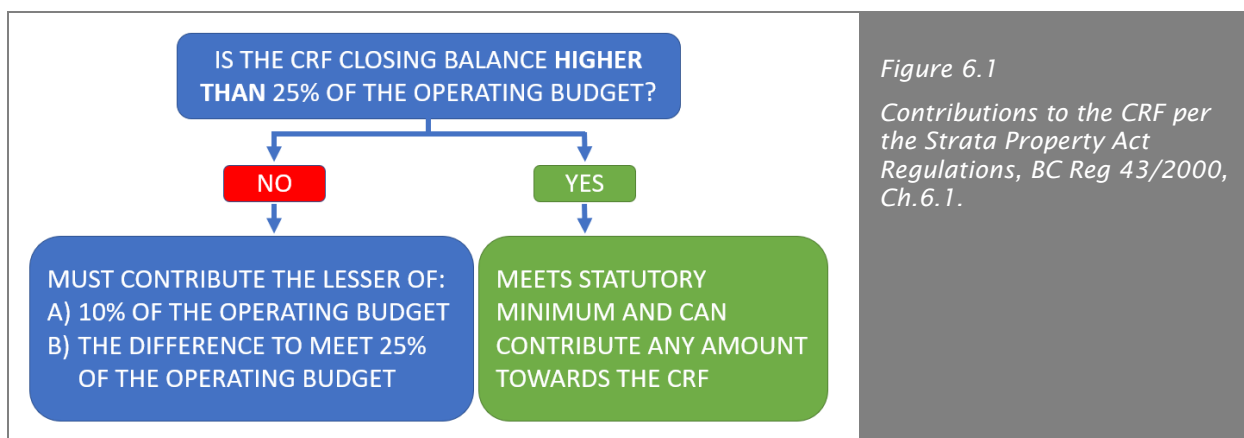 IS THE CRF CLOSING BALANCE HIGHER
THAN 25% OF THE OPERATING BUDGET?
NO
YES
MUST CONTRIBUTE THE LESSER OF:
A) 10% OF THE OPERATING BUDGET
B) THE DIFFERENCE TO MEET 25%
OF THE OPERATING BUDGET
MEETS STATUTORY
MINIMUM AND CAN
CONTRIBUTE ANY AMOUNT
TOWARDS THE CRF
Figure 6.1
Contributions to the CRF per
the Strata Property Act
Regulations, BC Reg 43/2000,
Ch.6.1.